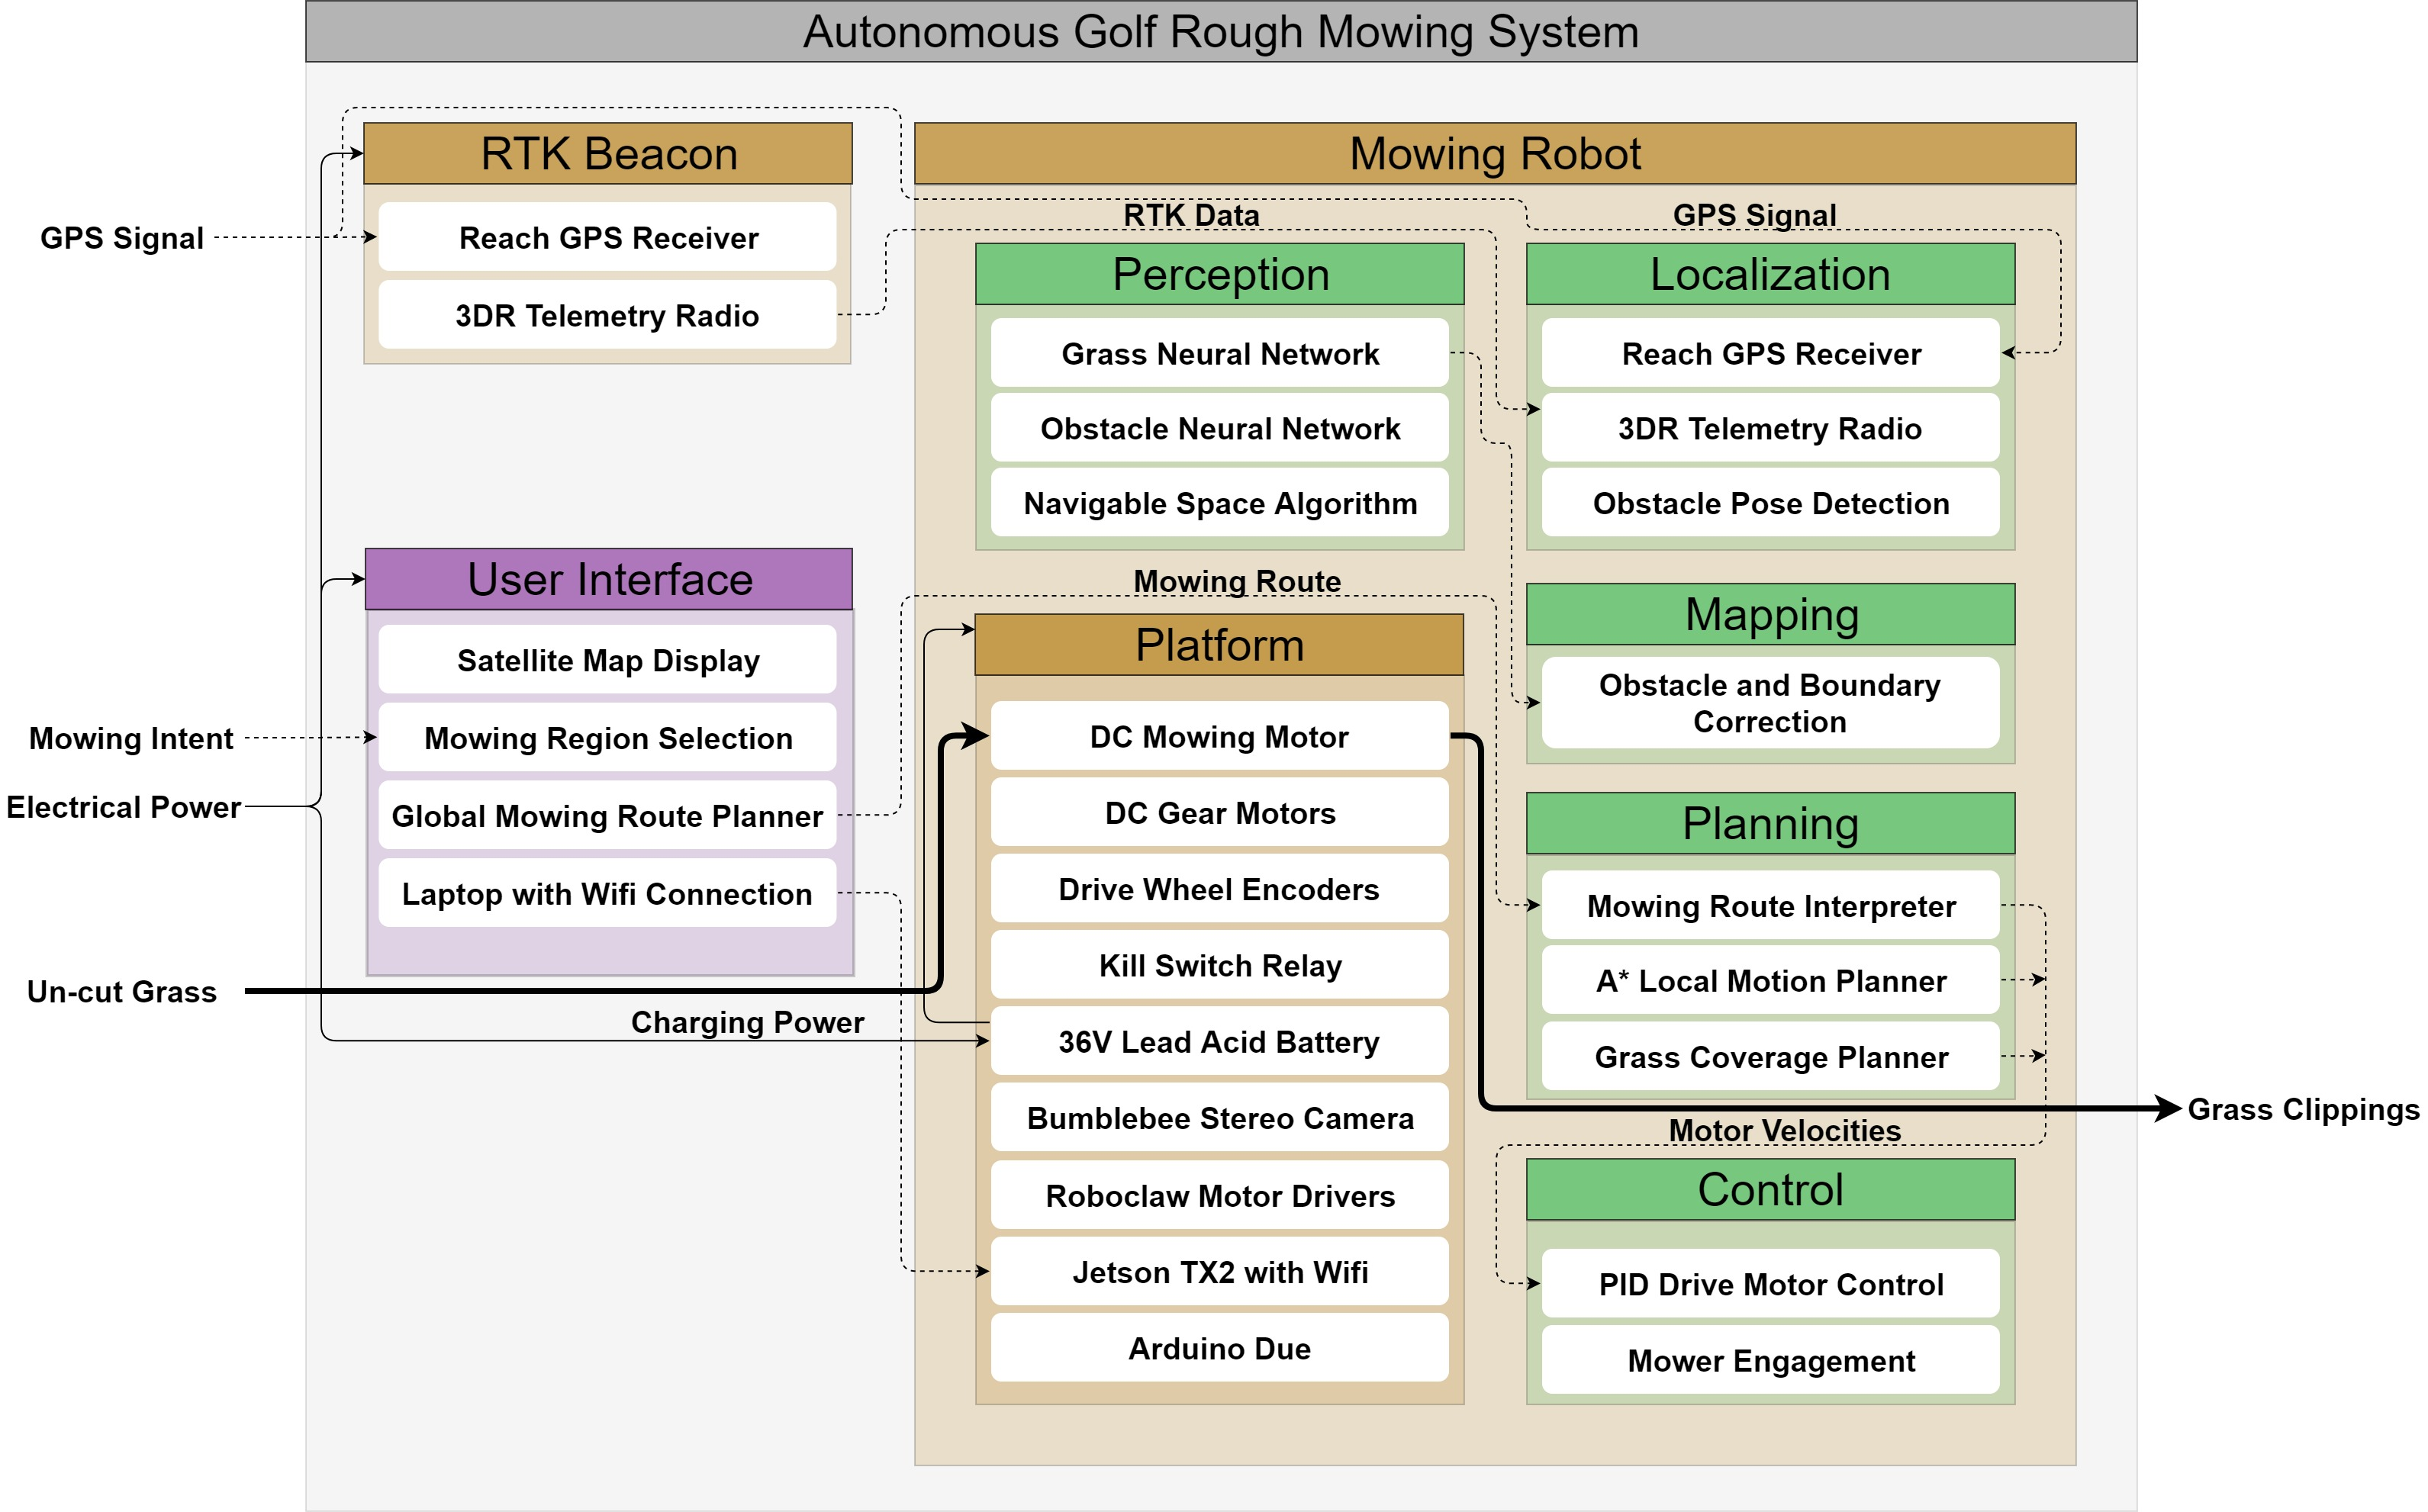 Autonomous Golf Rough Mowing System
GPS Signal
Mowing Intent
Electrical Power
Un-cut Grass
RTK Beacon
Reach GPS Receiver
3DR Telemetry Radio
User Interface
Satellite Map Display
Mowing Region Selection
Global Mowing Route Planner
Laptop with Wifi Connection
Charging Power
Mowing Robot
RTK Data
GPS Signal
Perception
Grass Neural Network
Obstacle Neural Network
Navigable Space Algorithm
Mowing Route
Platform
DC Mowing Motor
DC Gear Motors
Drive Wheel Encoders
Kill Switch Relay
36V Lead Acid Battery
Bumblebee Stereo Camera
Roboclaw Motor Drivers
Jetson TX2 with Wifi
Arduino Due
Localization
Reach GPS Receiver
3DR Telemetry Radio
Obstacle Pose Detection
Mapping
Obstacle and Boundary
Correction
Planning
Mowing Route Interpreter
A* Local Motion Planner
Grass Coverage Planner
Motor Velocities
Control
PID Drive Motor Control
Mower Engagement
Grass Clippings